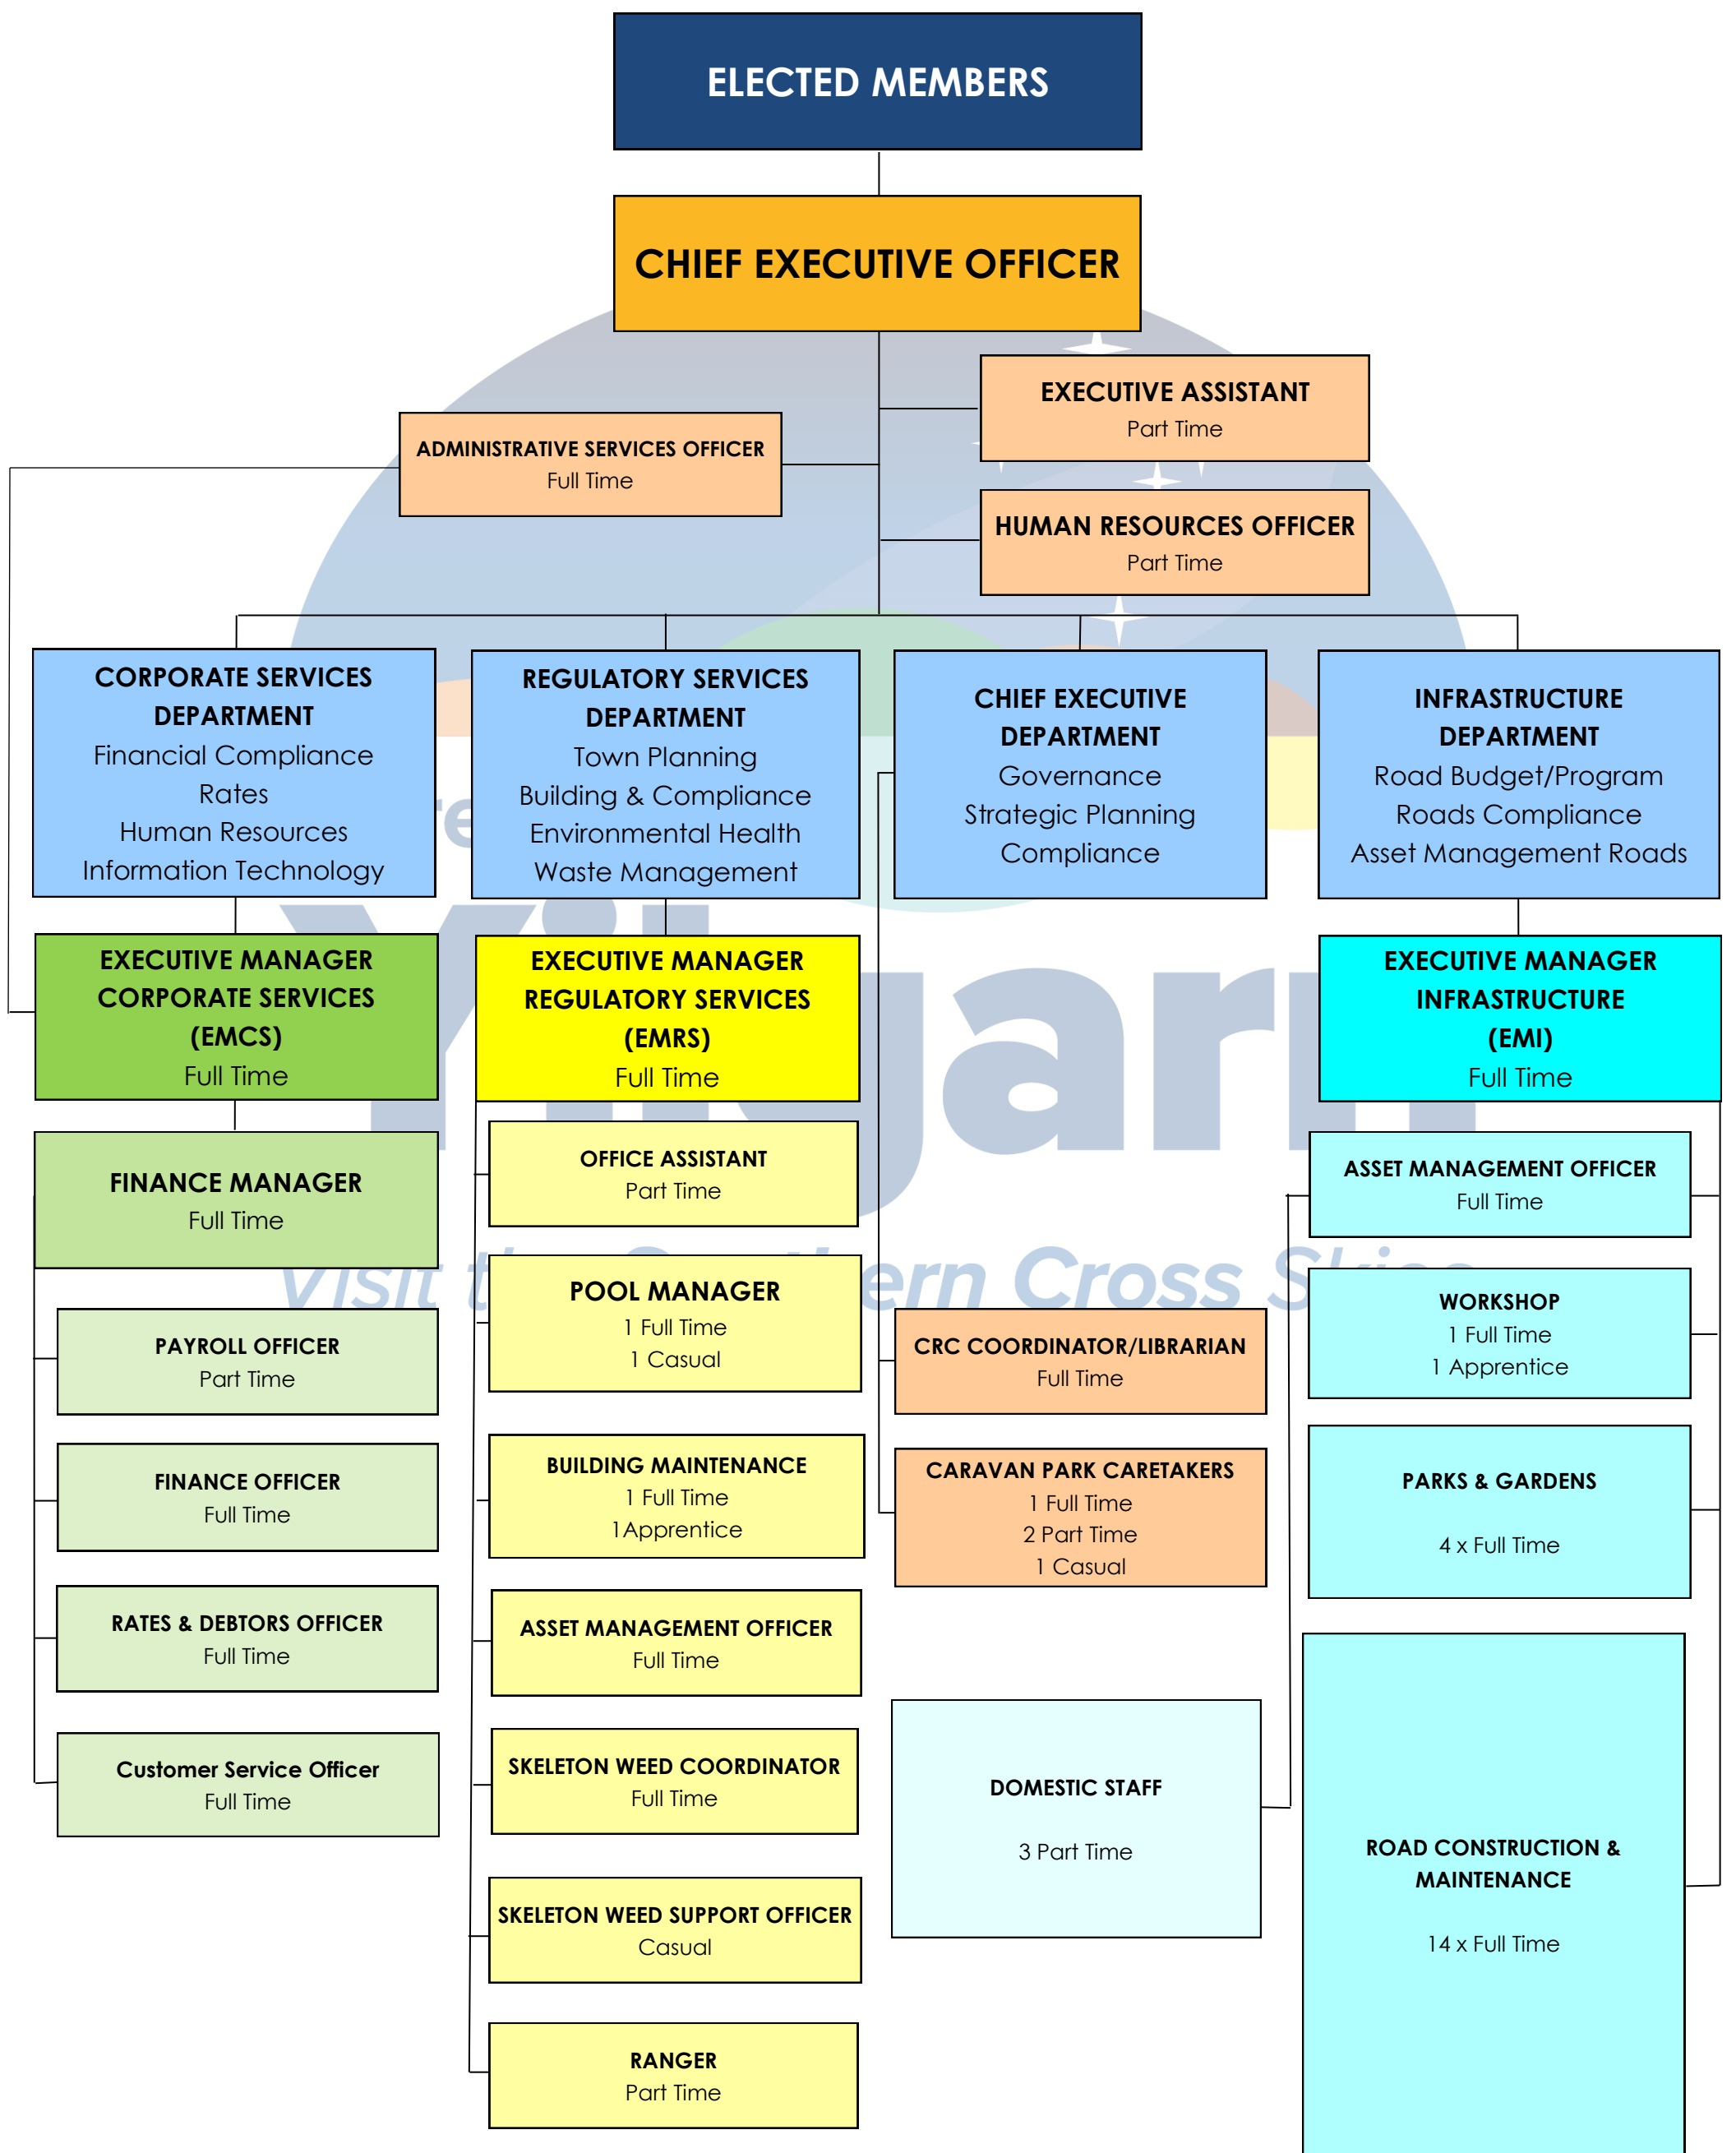 ELECTED MEMBERS
CHIEF EXECUTIVE OFFICER
EXECUTIVE ASSISTANT
Part Time
ADMINISTRATIVE SERVICES OFFICER
Full Time
HUMAN RESOURCES OFFICER
Part Time
CORPORATE SERVICES
DEPARTMENT
Financial Compliance
Rates
Human Resources
Information Technology
REGULATORY SERVICES
DEPARTMENT
Town Planning
Building & Compliance
Environmental Health
Waste Management
CHIEF EXECUTIVE
DEPARTMENT
Governance
Strategic Planning
Compliance
INFRASTRUCTURE
DEPARTMENT
Road Budget/Program
Roads Compliance
Asset Management Roads
EXECUTIVE MANAGER
CORPORATE SERVICES
(EMCS)
Full Time
EXECUTIVE MANAGER
REGULATORY SERVICES
(EMRS)
Full Time
EXECUTIVE MANAGER
INFRASTRUCTURE
(EMI)
Full Time
FINANCE MANAGER
Full Time
PAYROLL OFFICER
Part Time
FINANCE OFFICER
Full Time
RATES & DEBTORS OFFICER
Full Time
Customer Service Officer
Full Time
OFFICE ASSISTANT
Part Time
POOL MANAGER
1 Full Time
1 Casual
BUILDING MAINTENANCE
1 Full Time
1Apprentice
ASSET MANAGEMENT OFFICER
Full Time
SKELETON WEED COORDINATOR
Full Time
SKELETON WEED SUPPORT OFFICER
Casual
RANGER
Part Time
CRC COORDINATOR/LIBRARIAN
Full Time
CARAVAN PARK CARETAKERS
1 Full Time
2 Part Time
1 Casual
DOMESTIC STAFF
3 Part Time
ASSET MANAGEMENT OFFICER
Full Time
WORKSHOP
1 Full Time
1 Apprentice
PARKS & GARDENS
4 x Full Time
ROAD CONSTRUCTION &
MAINTENANCE
14 x Full Time
Visit Cross